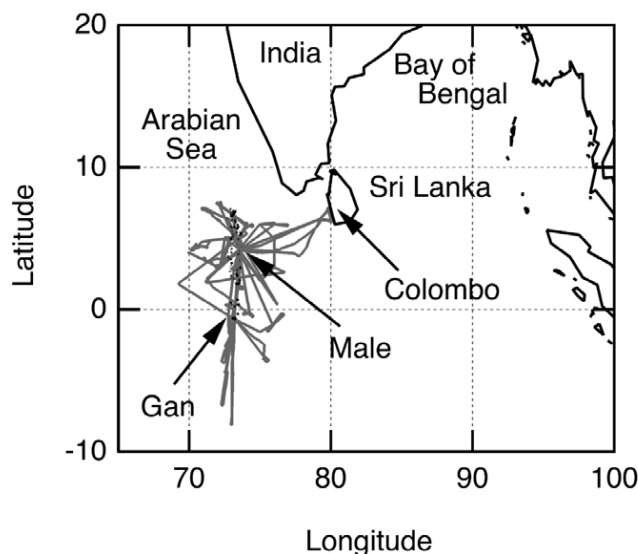 20
India
Bay of
Bengal
Arabian
Sea
10
Sri Lanka
Latitude
Colombo
0
Male
Gan
-10
70
80
90
100
Longitude